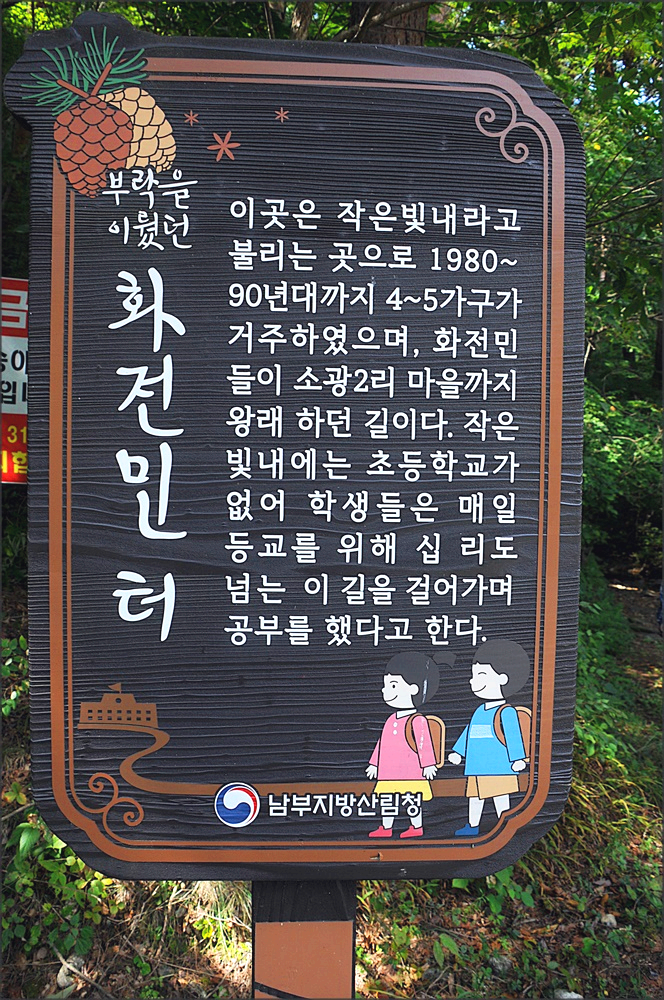 부락을
이뤘던
화전민 터
이곳은 작은빛내라고
불리는 곳으로 1980~
90년대까지 4~5가구가
거주하였으며, 화전민
들이 소광2리 마을까지
왕래 하던 길이다. 작은
빛내에는 초등학교가
없어 학생들은 매일
등교를 위해 십 리도
넘는 이 길을 걸어가며
공부를 했다고 한다.
남부지방산림청
금
31